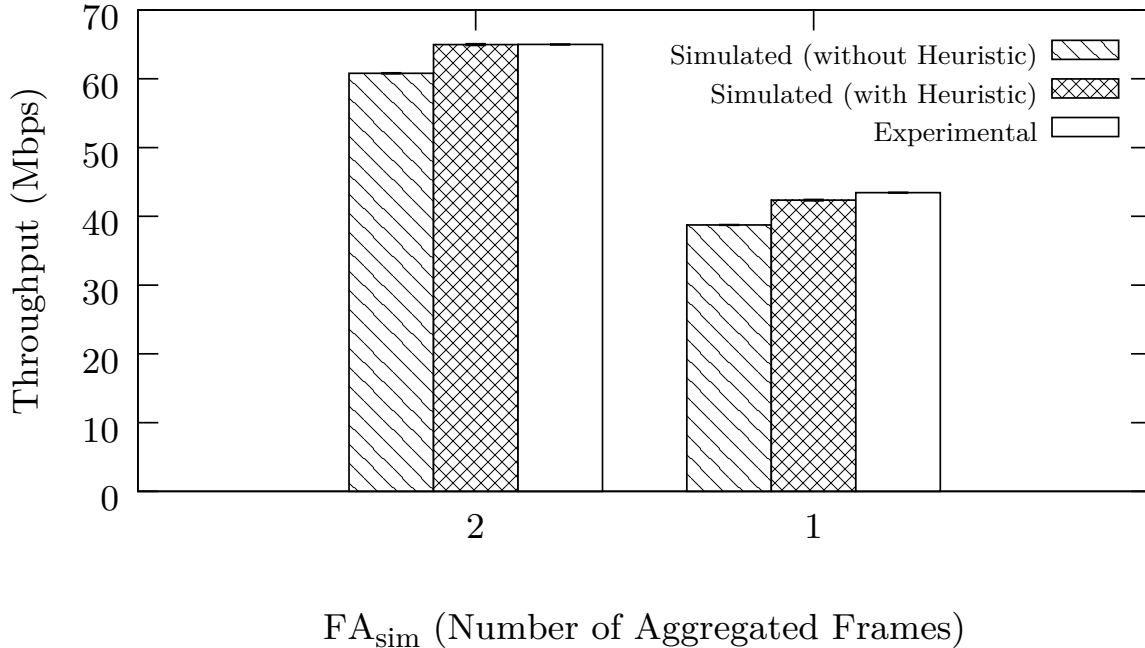 70
60
50
40
30
20
10
0
Throughput (Mbps)
Simulated (without Heuristic)
Simulated (with Heuristic)
Experimental
2 1
FAsim (Number of Aggregated Frames)